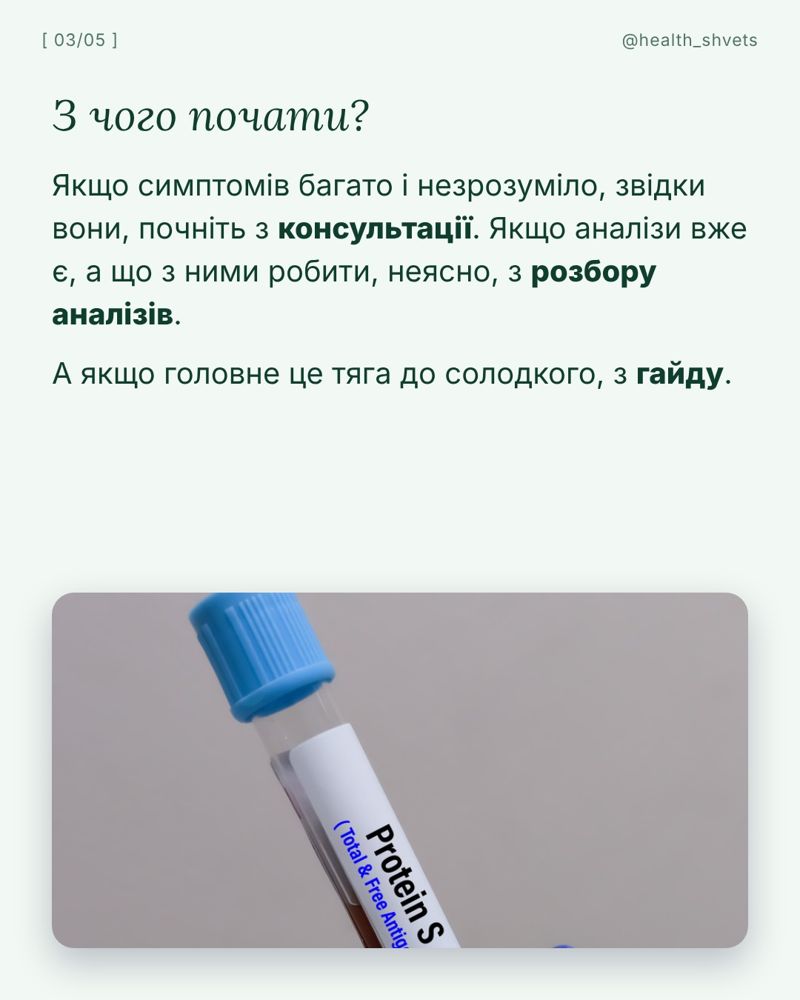 [ 03/05 ]
@health_shvets
З чого почати?
Якщо симптомів багато і незрозуміло, звідки
вони, почніть з консультації. Якщо аналізи вже
є, а що з ними робити, неясно, з розбору
аналізів.
А якщо головне це тяга до солодкого, з гайду.
Protein S
( Total & Free